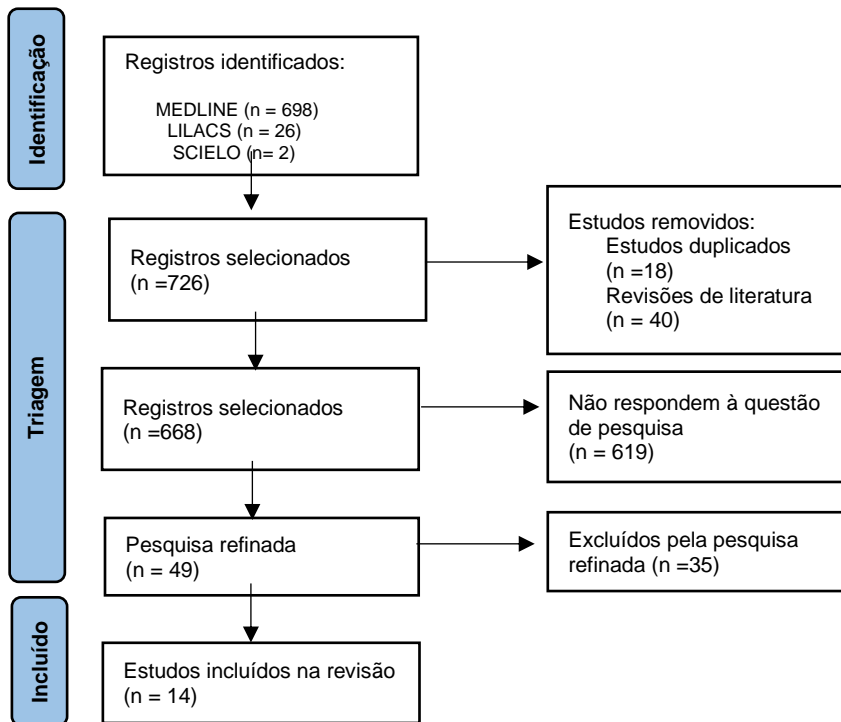 Identificação
Registros identificados:
MEDLINE (n = 698)
LILACS (n = 26)
SCIELO (n= 2)
Triagem
Registros selecionados
(n =726)
Estudos removidos:
Estudos duplicados
(n =18)
Revisões de literatura
(n = 40)
Registros selecionados
(n =668)
Não respondem à questão
de pesquisa
(n = 619)
Pesquisa refinada
(n = 49)
Excluídos pela pesquisa
refinada (n =35)
Incluído
Estudos incluídos na revisão
(n = 14)